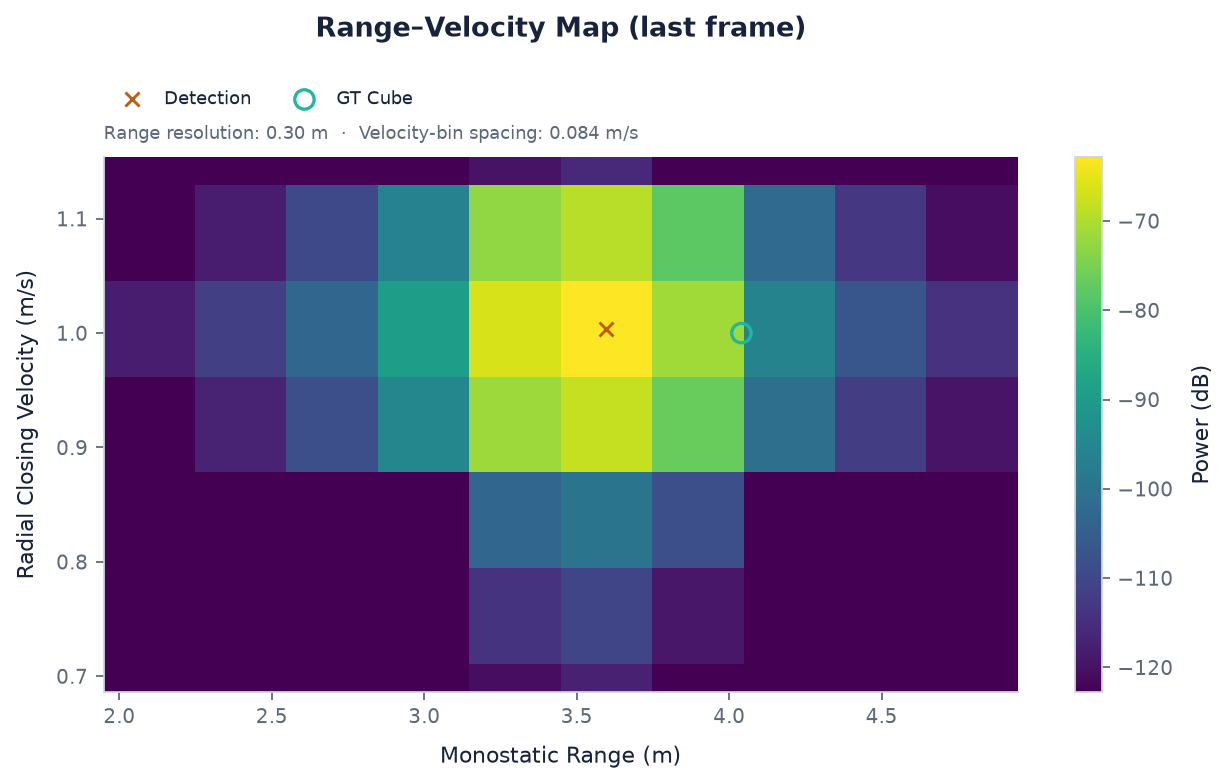 Range–Velocity Map (last frame)
Detection
GT Cube
Range resolution: 0.30 m · Velocity-bin spacing: 0.084 m/s
Radial Closing Velocity (m/s)
1.1
1.0
0.9
0.8
0.7
2.0
2.5
3.0
3.5
4.0
4.5
Monostatic Range (m)
−70
−80
−90
−100
−110
−120
Power (dB)